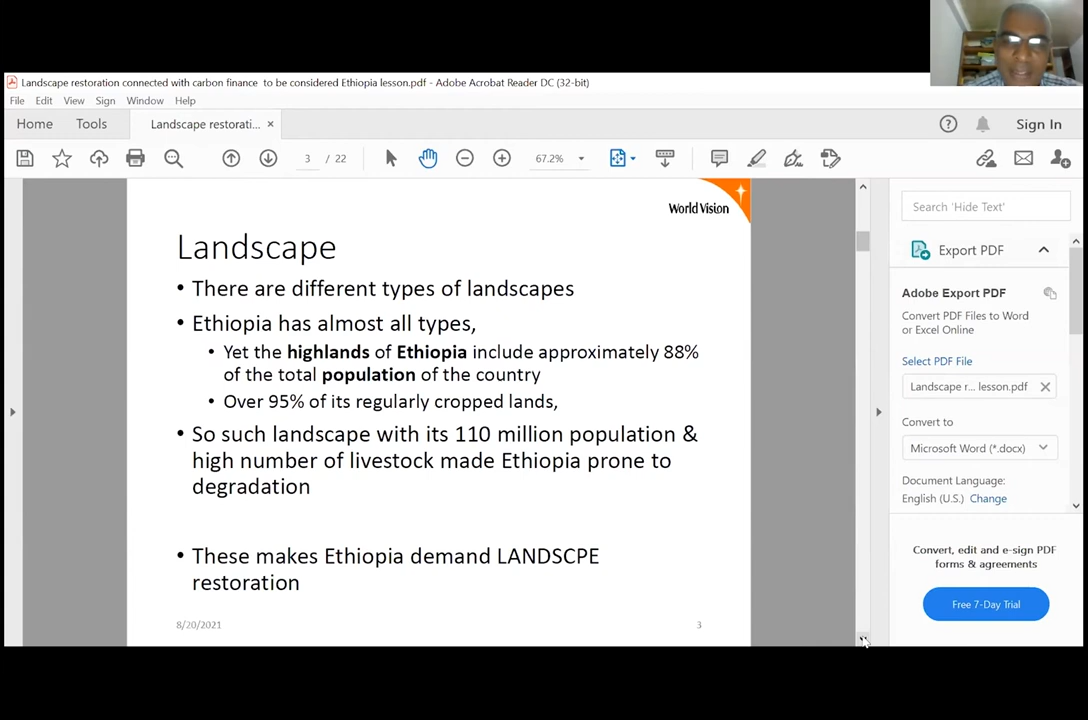 Landscape restoration connected with carbon finance  to be considered Ethiopia lesson.pdf - Adobe Acrobat Reader DC (32-bit)
File Edit View Sign Window Help
Home Tools Landscape restorati... × Sign In
3 / 22 67.2%
World Vision
Landscape
• There are different types of landscapes
• Ethiopia has almost all types,
• Yet the highlands of Ethiopia include approximately 88%
of the total population of the country
• Over 95% of its regularly cropped lands,
• So such landscape with its 110 million population &
high number of livestock made Ethiopia prone to
degradation
• These makes Ethiopia demand LANDSCPE
restoration
8/20/2021 3
Search 'Hide Text'
Export PDF
Adobe Export PDF
Convert PDF Files to Word
or Excel Online
Select PDF File
Landscape r... lesson.pdf ×
Convert to
Microsoft Word (*.docx)
Document Language:
English (U.S.) Change
Convert, edit and e-sign PDF
forms & agreements
Free 7-Day Trial